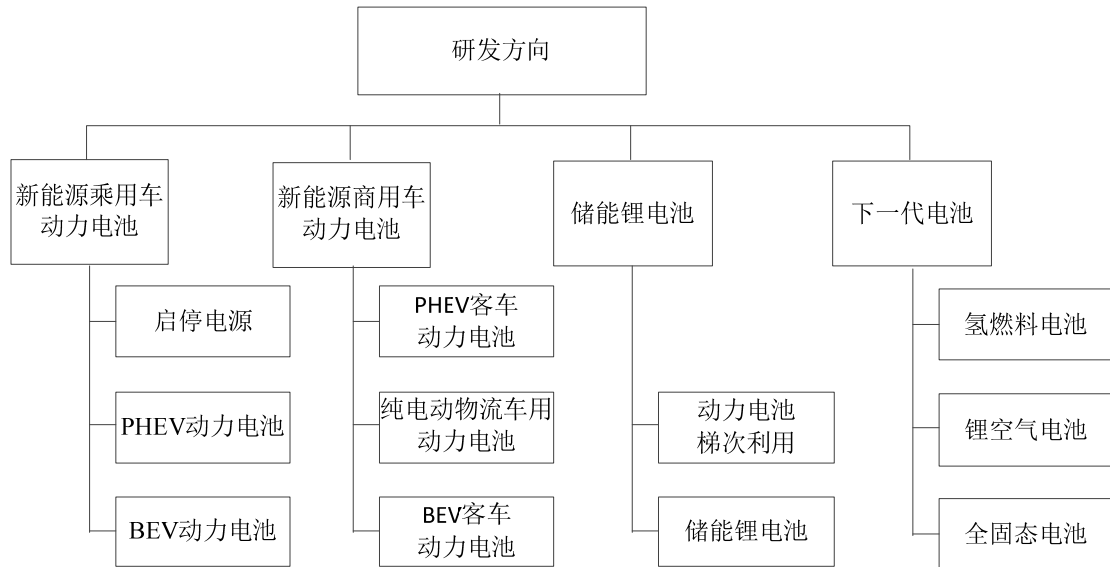 研发方向
新能源乘用车
动力电池
新能源商用车
动力电池
储能锂电池
下一代电池
启停电源
PHEV动力电池
BEV动力电池
PHEV客车
动力电池
纯电动物流车用
动力电池
BEV客车
动力电池
动力电池
梯次利用
储能锂电池
氢燃料电池
锂空气电池
全固态电池